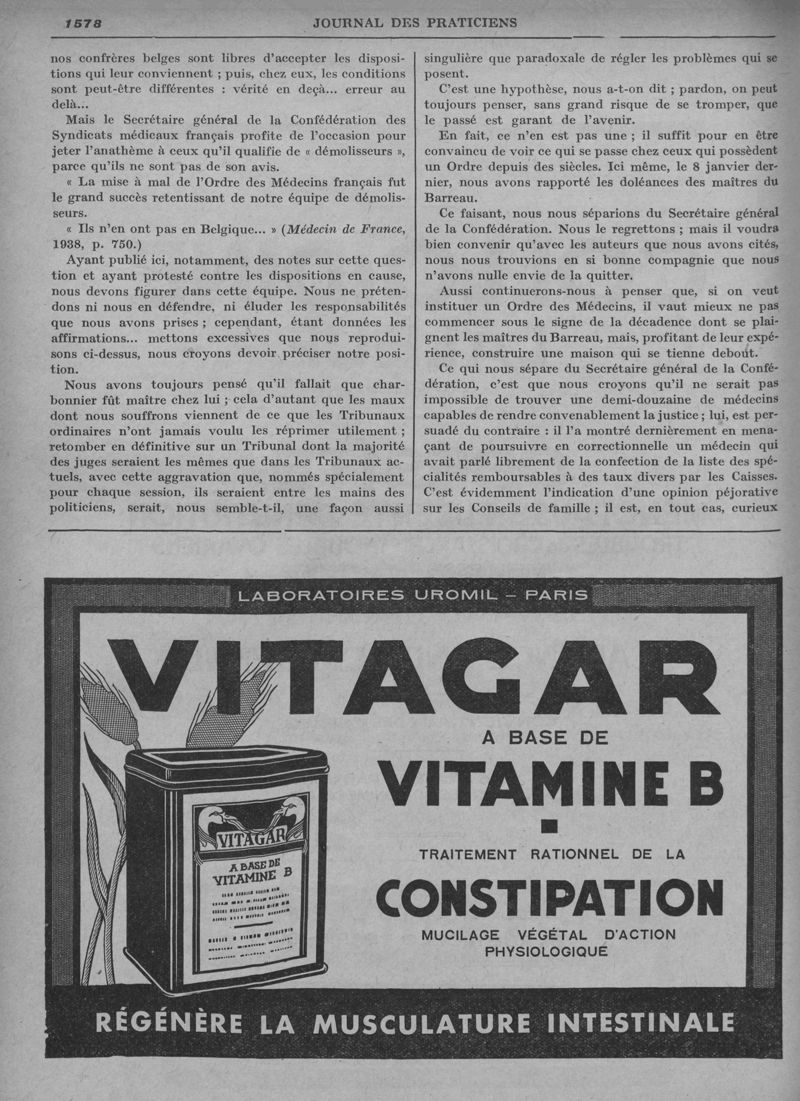 1578
JOURNAL DES PRATICIENS
nos confrères belges sont libres d'accepter les disposi-
tions qui leur conviennent ; puis, chez eux, les conditions
sont peut-être différentes : vérité en deçà... erreur au
delà...
Mais le Secrétaire général de la Confédération des
Syndicats médicaux français profite de l'occasion pour
jeter l'anathème à ceux qu'il qualifie de « démolisseurs »,
parce qu'ils ne sont pas de son avis.
« La mise à mal de l'Ordre des Médecins français fut
le grand succès retentissant de notre équipe de démolis-
seurs.
« Ils n'en ont pas en Belgique... » (Médecin de France,
1938, p. 750.)
Ayant publié ici, notamment, des notes sur cette ques-
tion et ayant protesté contre les dispositions en cause,
nous devons figurer dans cette équipe. Nous ne préten-
dons ni nous en défendre, ni éluder les responsabilités
que nous avons prises ; cependant, étant données les
affirmations... mettons excessives que nous reprodui-
sons ci-dessus, nous croyons devoir préciser notre posi-
tion.
Nous avons toujours pensé qu'il fallait que char-
bonnier fût maître chez lui ; cela d'autant que les maux
dont nous souffrons viennent de ce que les Tribunaux
ordinaires n'ont jamais voulu les réprimer utilement ;
retomber en définitive sur un Tribunal dont la majorité
des juges seraient les mêmes que dans les Tribunaux ac-
tuels, avec cette aggravation que, nommés spécialement
pour chaque session, ils seraient entre les mains des
politiciens, serait, nous semble-t-il, une façon aussi
singulière que paradoxale de régler les problèmes qui se
posent.
C'est une hypothèse, nous a-t-on dit ; pardon, on peut
toujours penser, sans grand risque de se tromper, que
le passé est garant de l'avenir.
En fait, ce n'en est pas une ; il suffit pour en être
convaincu de voir ce qui se passe chez ceux qui possèdent
un Ordre depuis des siècles. Ici même, le 8 janvier der-
nier, nous avons rapporté les doléances des maîtres du
Barreau.
Ce faisant, nous nous séparions du Secrétaire général
de la Confédération. Nous le regrettons ; mais il voudra
bien convenir qu'avec les auteurs que nous avons cités,
nous nous trouvions en si bonne compagnie que nous
n'avons nulle envie de la quitter.
Aussi continuerons-nous à penser que, si on veut
instituer un Ordre des Médecins, il vaut mieux ne pas
commencer sous le signe de la décadence dont se plai-
gnent les maîtres du Barreau, mais, profitant de leur expé-
rience, construire une maison qui se tienne debout.
Ce qui nous sépare du Secrétaire général de la Confé-
dération, c'est que nous croyons qu'il ne serait pas
impossible de trouver une demi-douzaine de médecins
capables de rendre convenablement la justice ; lui, est per-
suadé du contraire : il l'a montré dernièrement en mena-
çant de poursuivre en correctionnelle un médecin qui
avait parlé librement de la confection de la liste des spé-
cialités remboursables à des taux divers par les Caisses.
C'est évidemment l'indication d'une opinion péjorative
sur les Conseils de famille ; il est, en tout cas, curieux
LABORATOIRES UROMIL – PARIS
VITAGAR
A BASE DE
VITAMINE B
TRAITEMENT RATIONNEL DE LA
CONSTIPATION
MUCILAGE VÉGÉTAL D'ACTION
PHYSIOLOGIQUE
VITAGAR
A BASE DE
VITAMINE B
RÉGÉNÈRE LA MUSCULATURE INTESTINALE